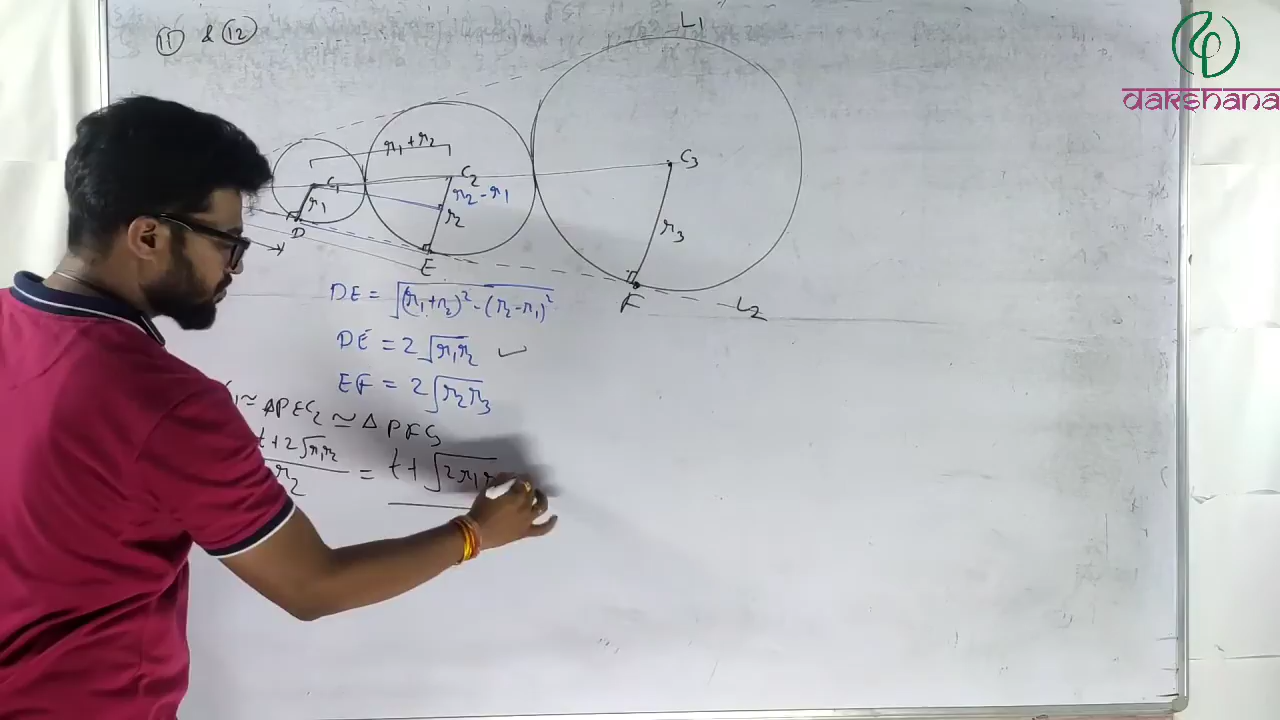 ⑪ & ⑫
L1
dakshana
r1+r2
C1
C2
C3
r2-r1
r1
r2
r3
D
E
F
L2
DE = √(r1+r2)²-(r2-r1)²
DE = 2√r1r2 ✓
EF = 2√r2r3
≃ ΔPEC2 ≃ ΔPFC3
t+2√r1r2 / r2 = t+√2r1